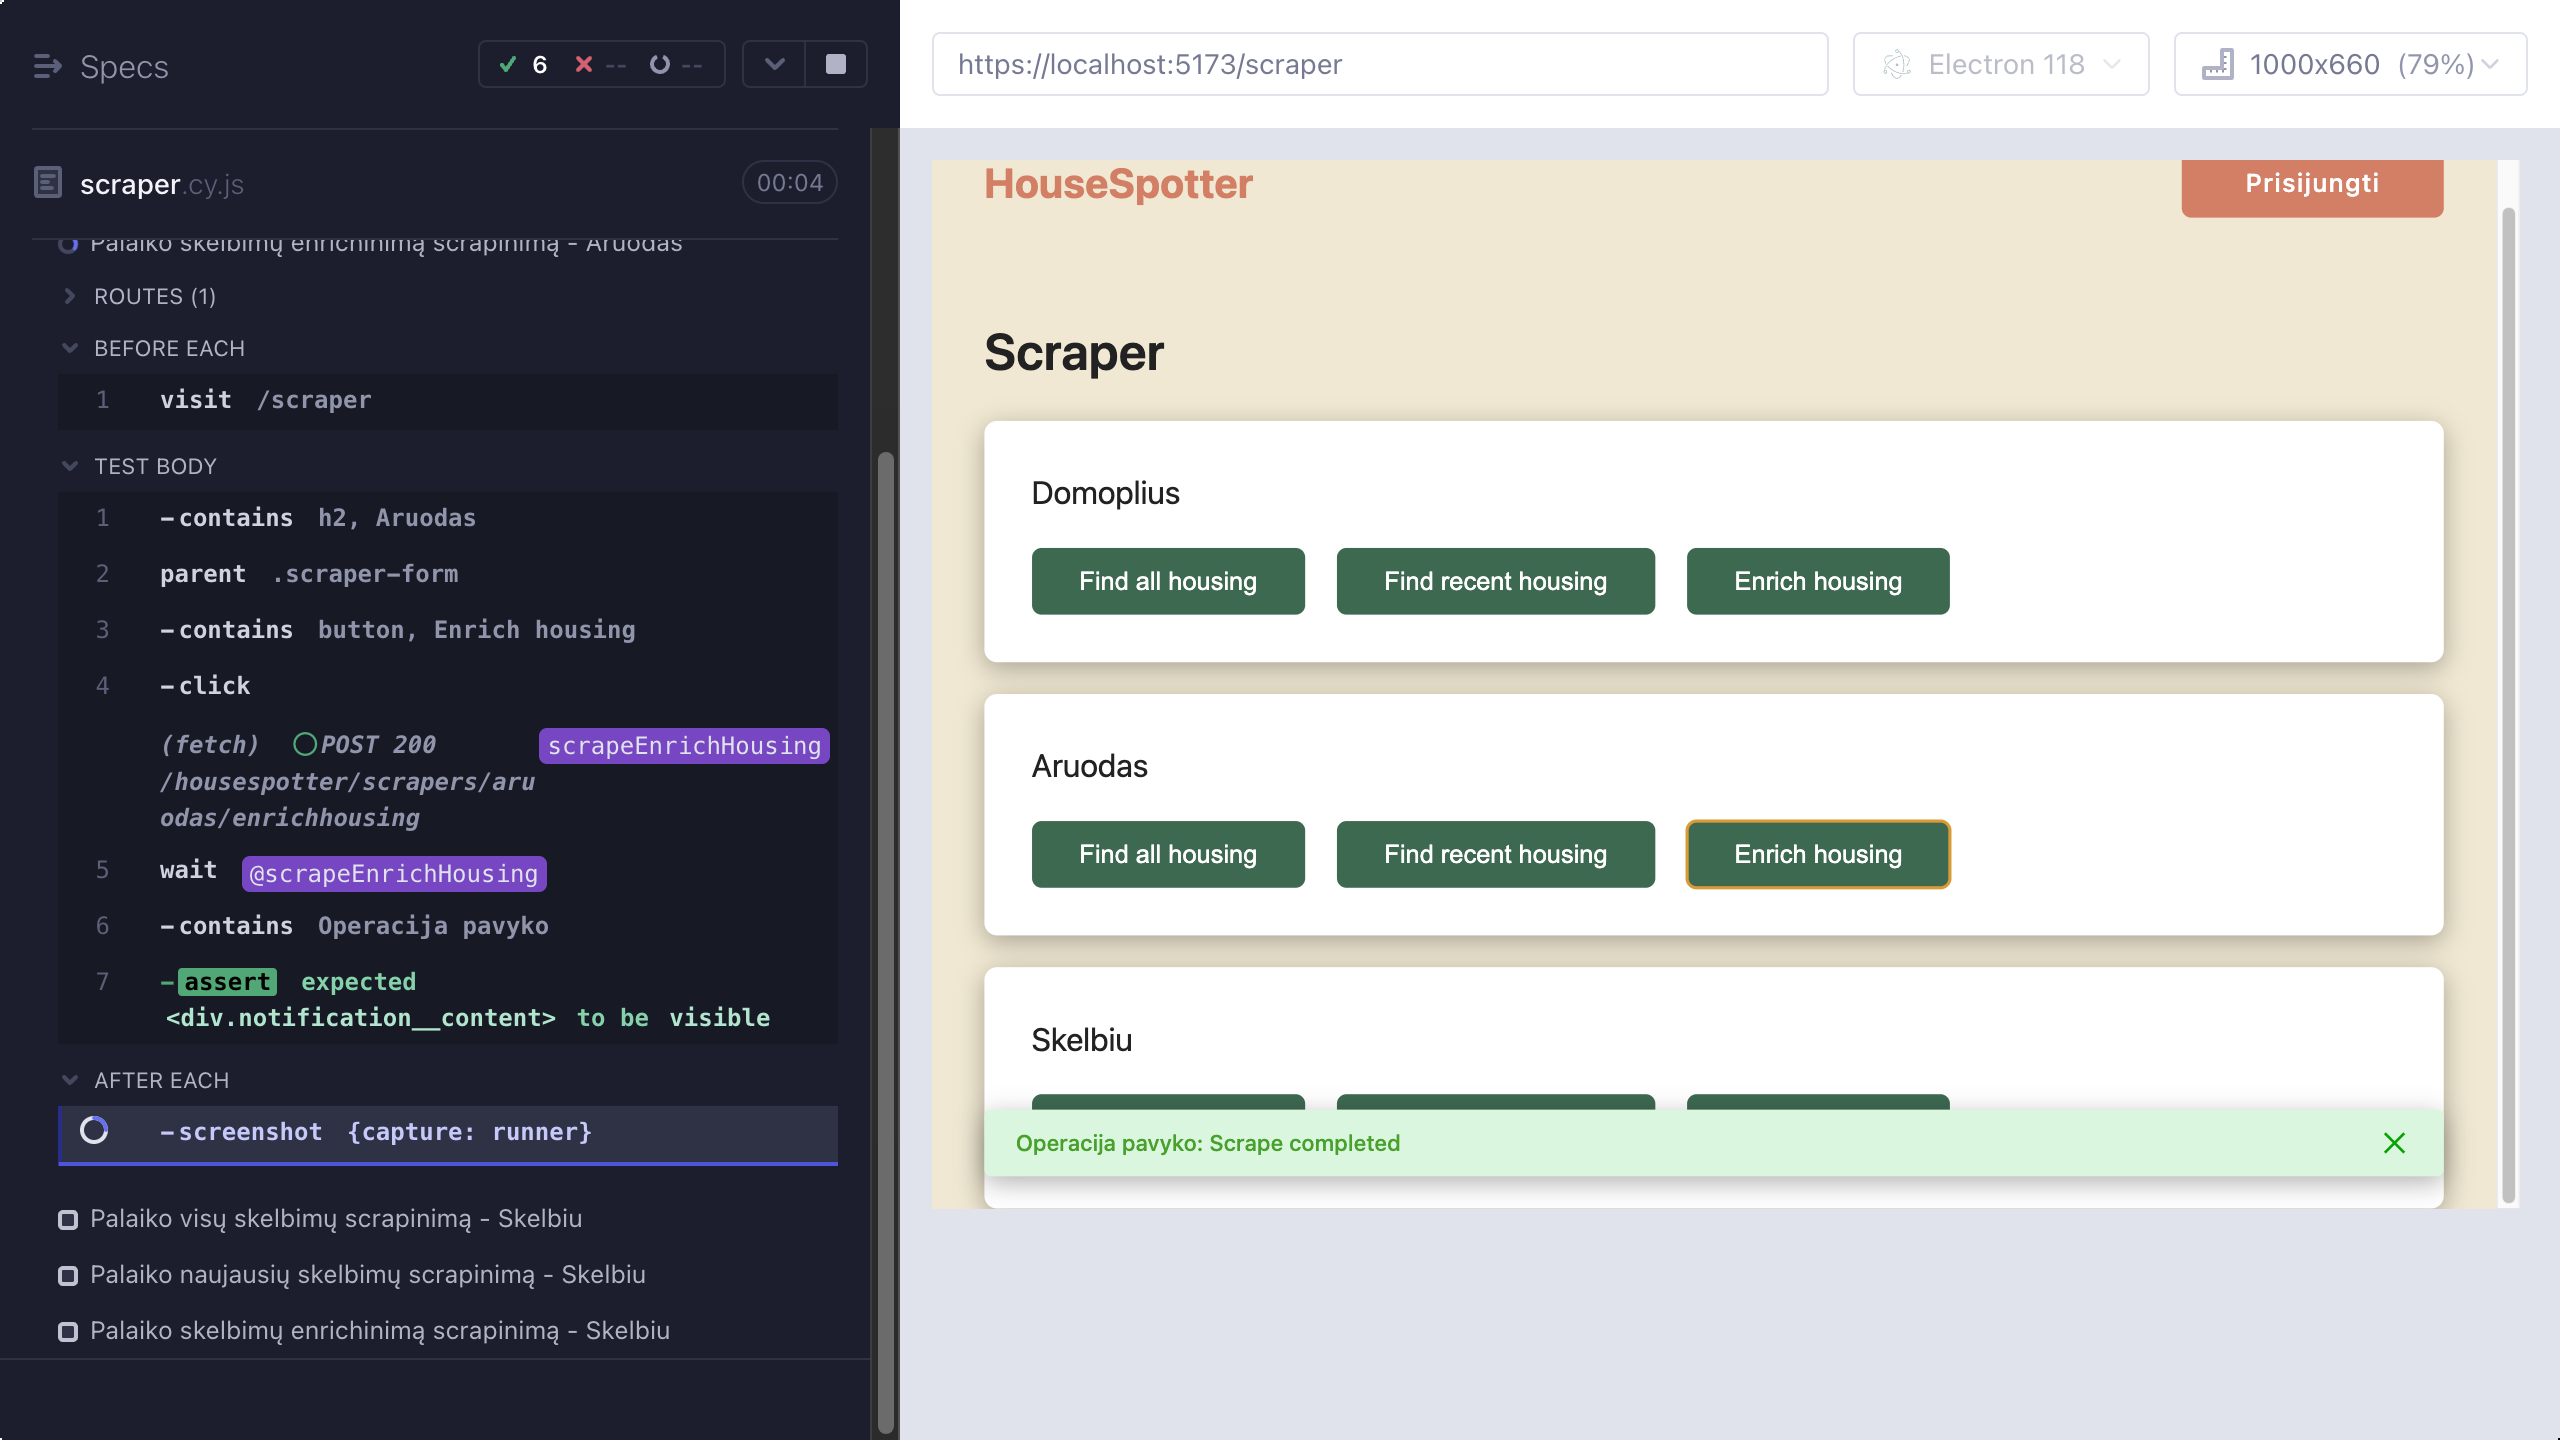 Specs
6
--
--
scraper.cy.js
00:04
Palaiko skelbimų enrichinimą scrapinimą - Aruodas
ROUTES (1)
BEFORE EACH
1 visit /scraper
TEST BODY
1 -contains h2, Aruodas
2 parent .scraper-form
3 -contains button, Enrich housing
4 -click
(fetch) POST 200 scrapeEnrichHousing
/housespotter/scrapers/aru
odas/enrichhousing
5 wait @scrapeEnrichHousing
6 -contains Operacija pavyko
7 -assert expected
<div.notification__content> to be visible
AFTER EACH
-screenshot {capture: runner}
Palaiko visų skelbimų scrapinimą - Skelbiu
Palaiko naujausių skelbimų scrapinimą - Skelbiu
Palaiko skelbimų enrichinimą scrapinimą - Skelbiu
https://localhost:5173/scraper
Electron 118
1000x660 (79%)
HouseSpotter
Prisijungti
Scraper
Domoplius
Find all housing
Find recent housing
Enrich housing
Aruodas
Find all housing
Find recent housing
Enrich housing
Skelbiu
Operacija pavyko: Scrape completed